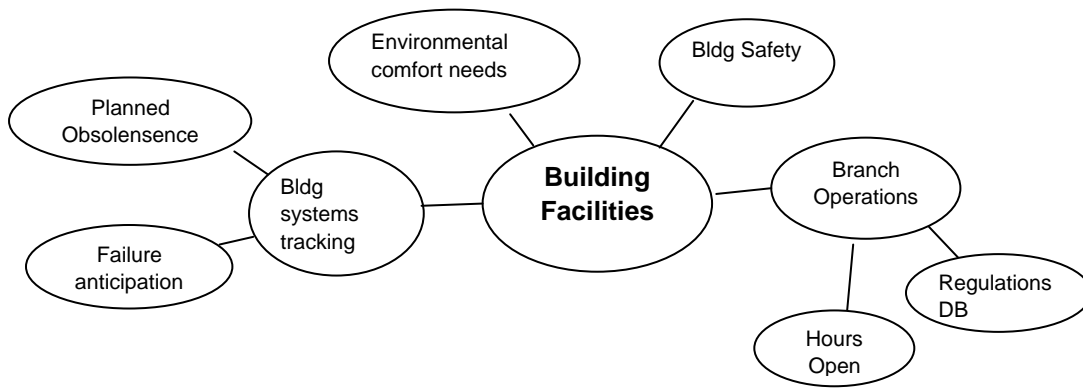 Environmental
comfort needs
Bldg Safety
Planned
Obsolensence
Building
Facilities
Branch
Operations
Bldg
systems
tracking
Failure
anticipation
Regulations
DB
Hours
Open